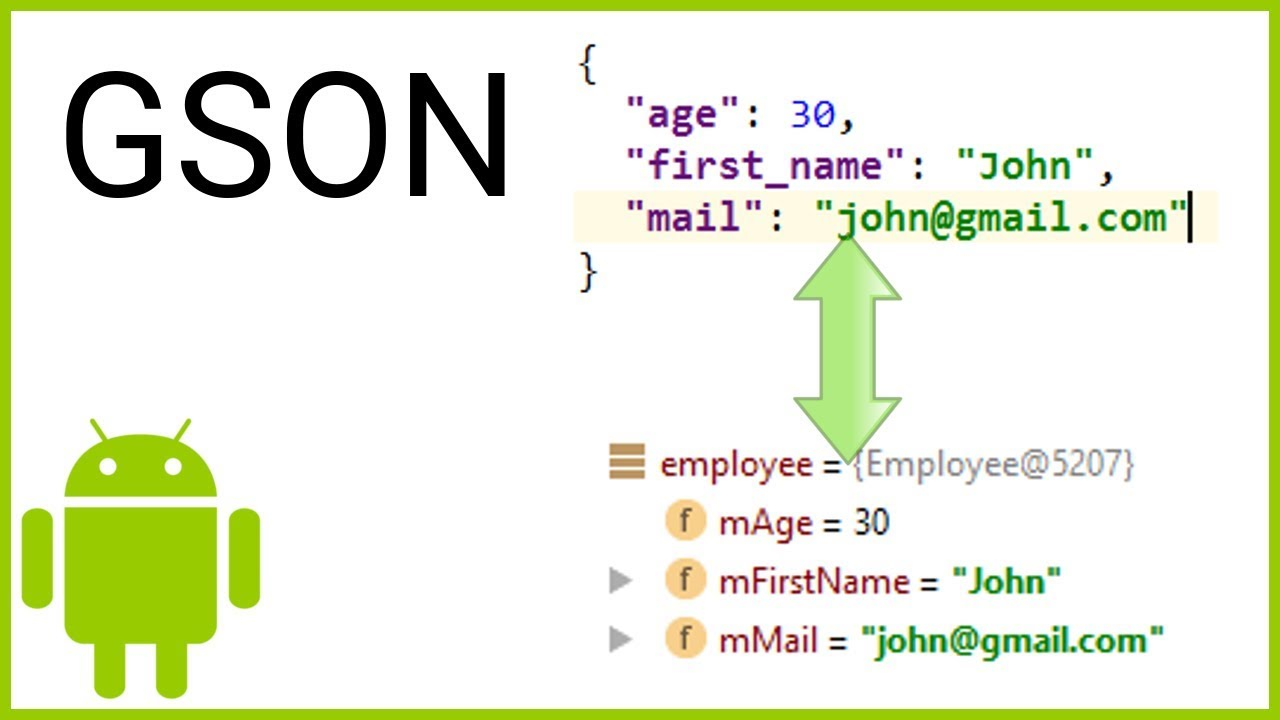 GSON
{
"age": 30,
"first_name": "John",
"mail": "john@gmail.com"
}
employee = {Employee@5207}
f mAge = 30
f mFirstName = "John"
f mMail = "john@gmail.com"